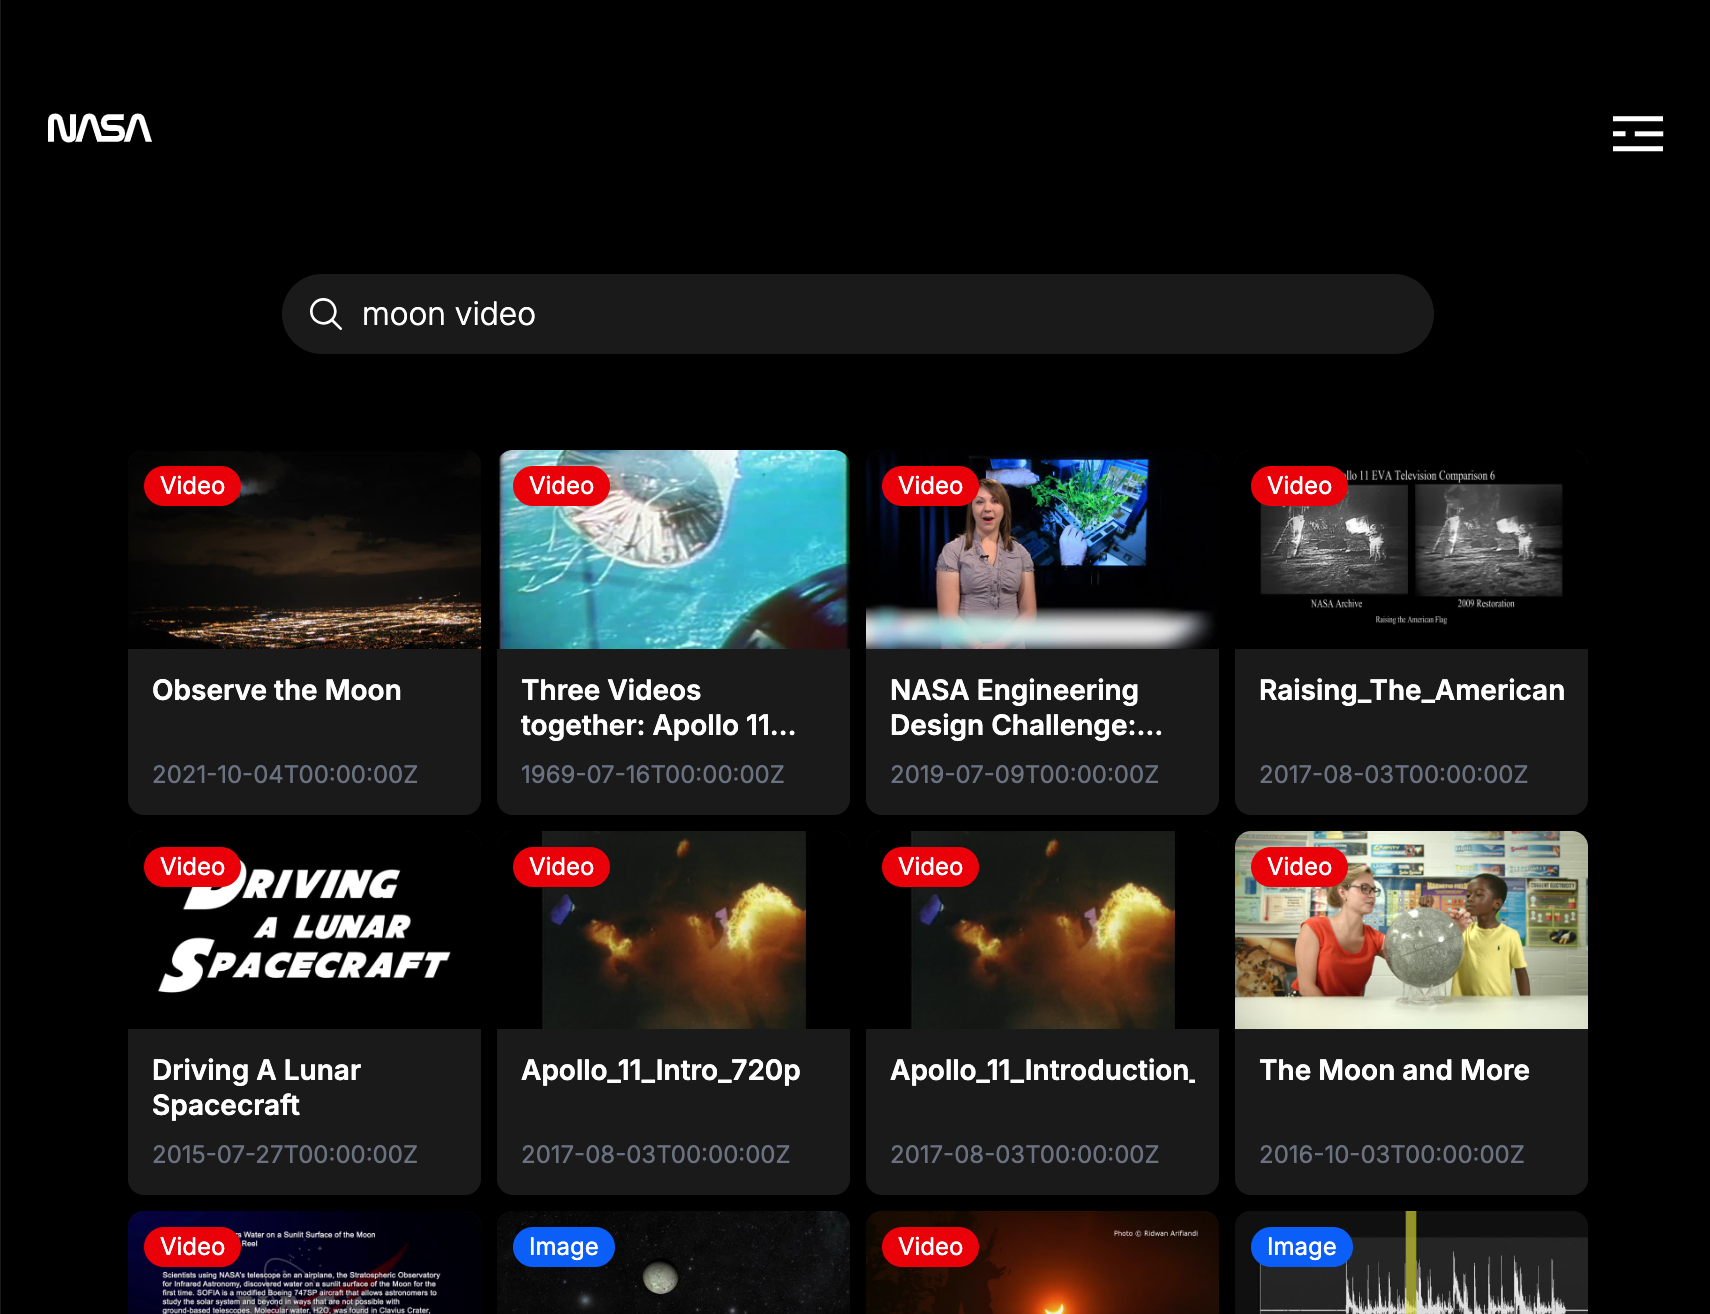 NASA
moon video
Video
Observe the Moon
2021-10-04T00:00:00Z
Video
Three Videos
together: Apollo 11...
1969-07-16T00:00:00Z
Video
NASA Engineering
Design Challenge:...
2019-07-09T00:00:00Z
Video
llo 11 EVA Television Comparison 6
NASA Archive
2009 Restoration
Raising the American Flag
Raising_The_American
2017-08-03T00:00:00Z
Video
DRIVING
A LUNAR
SPACECRAFT
Driving A Lunar
Spacecraft
2015-07-27T00:00:00Z
Video
Apollo_11_Intro_720p
2017-08-03T00:00:00Z
Video
Apollo_11_Introduction_
2017-08-03T00:00:00Z
Video
The Moon and More
2016-10-03T00:00:00Z
Video
rs Water on a Sunlit Surface of the Moon
Reel
Scientists using NASA's telescope on an airplane, the Stratospheric Observatory
for Infrared Astronomy, discovered water on a sunlit surface of the Moon for the
first time. SOFIA is a modified Boeing 747SP aircraft that allows astronomers to
study the solar system and beyond in ways that are not possible with
ground-based telescopes. Molecular water, H2O, was found in Clavius Crater,
Image
Video
Photo © Ridwan Arifiandi
Image